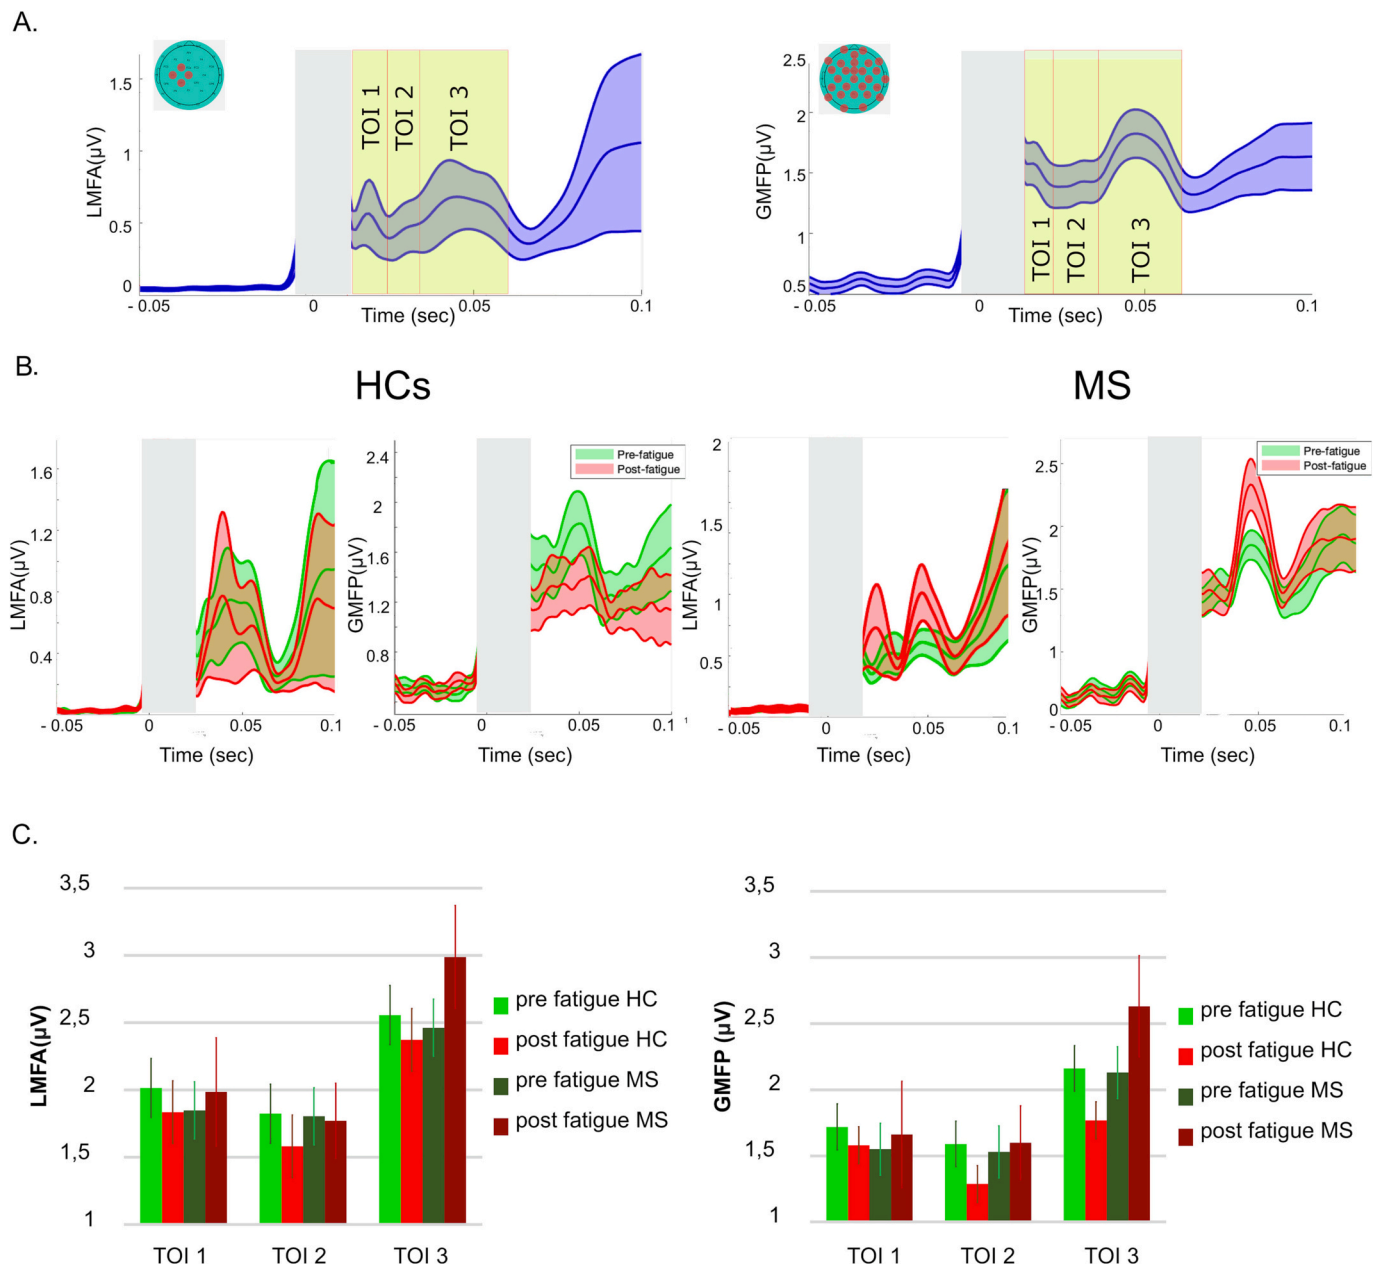 A.
LMFA(µV)
1.5
1
0.5
0
TOI 1
TOI 2
TOI 3
- 0.05
0
0.05
0.1
Time (sec)
GMFP(µV)
2.5
2
1.5
1
0.5
TOI 1
TOI 2
TOI 3
- 0.05
0
0.05
0.1
Time (sec)
B.
HCs
MS
LMFA(µV)
1.6
1.2
0.8
0.4
- 0.05
0
0.05
0.1
Time (sec)
GMFP(µV)
2.4
2
1.6
1.2
0.8
Pre-fatigue
Post-fatigue
- 0.05
0
0.05
0.1
1
Time (sec)
LMFA(µV)
2
1.5
1
0.5
- 0.05
0
0.05
0.1
Time (sec)
GMFP(µV)
2.5
2
1.5
1
0
Pre-fatigue
Post-fatigue
- 0.05
0
0.05
0.1
Time (sec)
C.
LMFA(µV)
3,5
3
2,5
2
1,5
1
TOI 1
TOI 2
TOI 3
pre fatigue HC
post fatigue HC
pre fatigue MS
post fatigue MS
GMFP (µV)
3,5
3
2,5
2
1,5
1
TOI 1
TOI 2
TOI 3
pre fatigue HC
post fatigue HC
pre fatigue MS
post fatigue MS